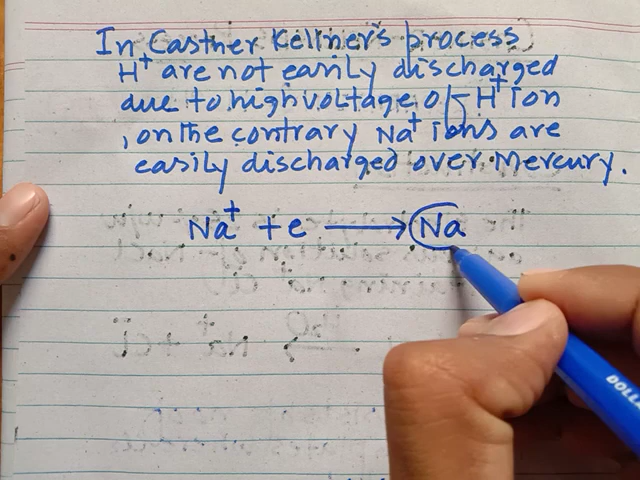 In Castner Kellner's process
H+ are not easily discharged
due to high voltage of H+ ion
, on the contrary Na+ ions are
easily discharged over Mercury.
Na+ + e ⟶ Na
DOLLA